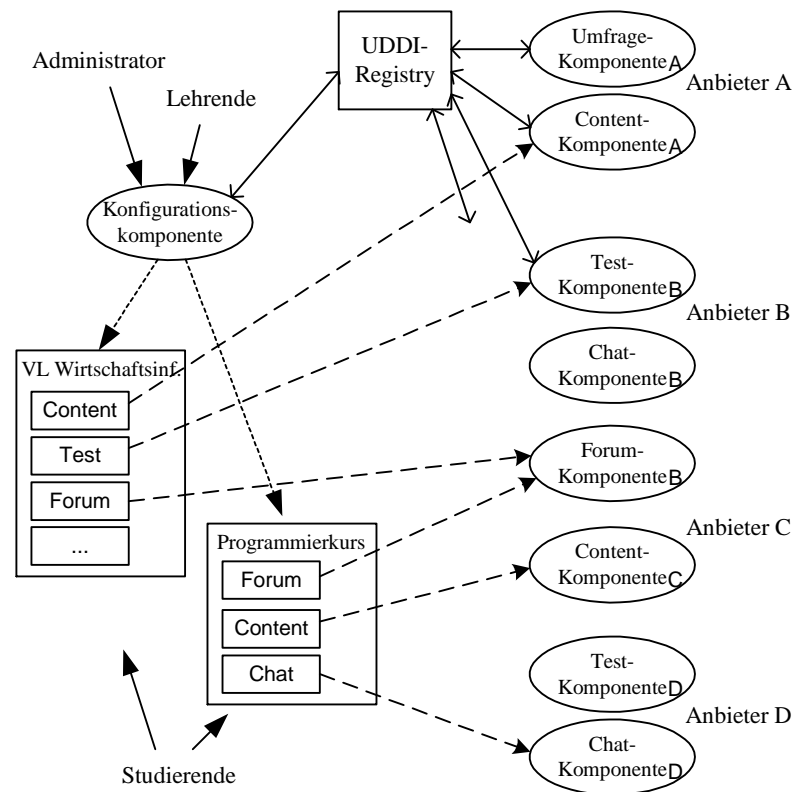 UDDI-
Registry
Umfrage-
KomponenteA
Anbieter A
Administrator
Lehrende
Content-
KomponenteA
Konfigurations-
komponente
Test-
KomponenteB
Anbieter B
VL Wirtschaftsinf.
Content
Test
Forum
...
Chat-
KomponenteB
Forum-
KomponenteB
Anbieter C
Programmierkurs
Forum
Content
Chat
Content-
KomponenteC
Test-
KomponenteD
Anbieter D
Chat-
KomponenteD
Studierende